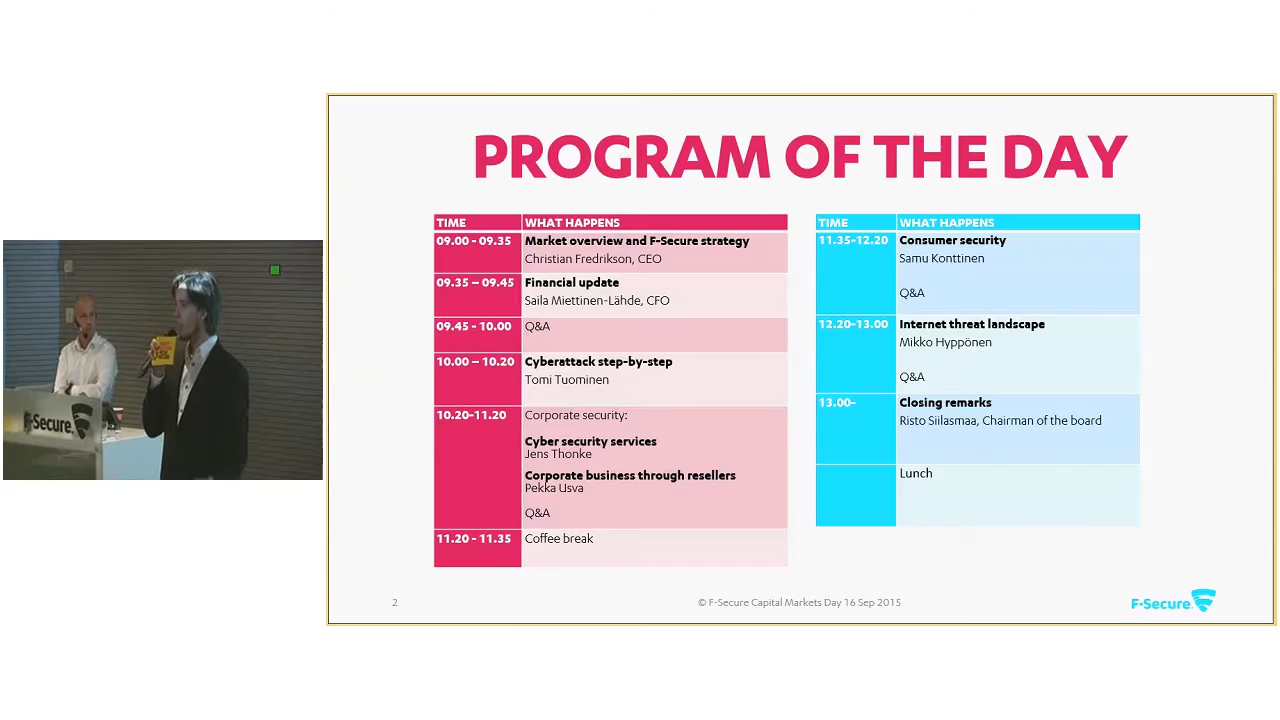 PROGRAM OF THE DAY
TIME WHAT HAPPENS
09.00 - 09.35 Market overview and F-Secure strategy
Christian Fredrikson, CEO
09.35 – 09.45 Financial update
Saila Miettinen-Lähde, CFO
09.45 - 10.00 Q&A
10.00 – 10.20 Cyberattack step-by-step
Tomi Tuominen
10.20-11.20 Corporate security:
Cyber security services
Jens Thonke
Corporate business through resellers
Pekka Usva
Q&A
11.20 - 11.35 Coffee break
TIME WHAT HAPPENS
11.35-12.20 Consumer security
Samu Konttinen
Q&A
12.20-13.00 Internet threat landscape
Mikko Hyppönen
Q&A
13.00- Closing remarks
Risto Siilasmaa, Chairman of the board
Lunch
2
© F-Secure Capital Markets Day 16 Sep 2015
F-Secure.
F-Secure.